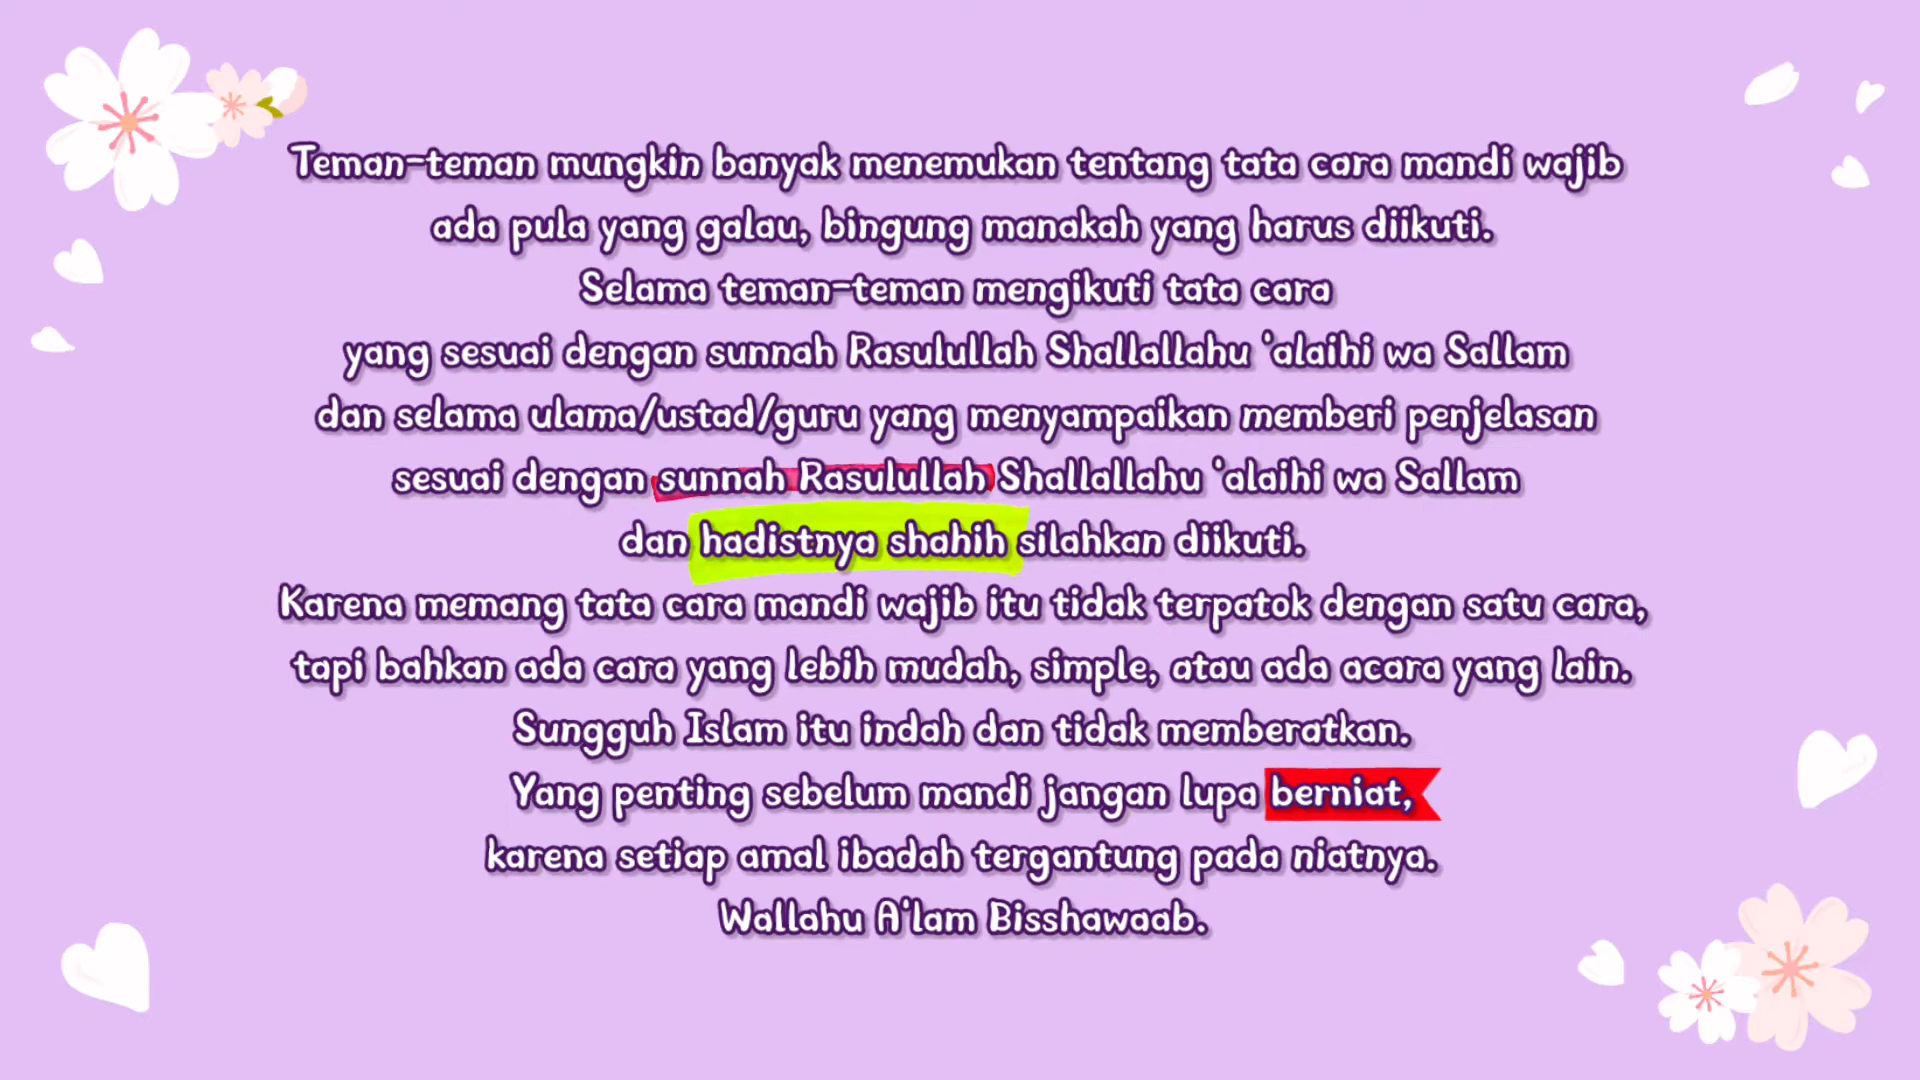 Teman-teman mungkin banyak menemukan tentang tata cara mandi wajib
ada pula yang galau, bingung manakah yang harus diikuti.
Selama teman-teman mengikuti tata cara
yang sesuai dengan sunnah Rasulullah Shallallahu 'alaihi wa Sallam
dan selama ulama/ustad/guru yang menyampaikan memberi penjelasan
sesuai dengan sunnah Rasulullah Shallallahu 'alaihi wa Sallam
dan hadistnya shahih silahkan diikuti.
Karena memang tata cara mandi wajib itu tidak terpatok dengan satu cara,
tapi bahkan ada cara yang lebih mudah, simple, atau ada acara yang lain.
Sungguh Islam itu indah dan tidak memberatkan.
Yang penting sebelum mandi jangan lupa berniat,
karena setiap amal ibadah tergantung pada niatnya.
Wallahu A'lam Bisshawaab.